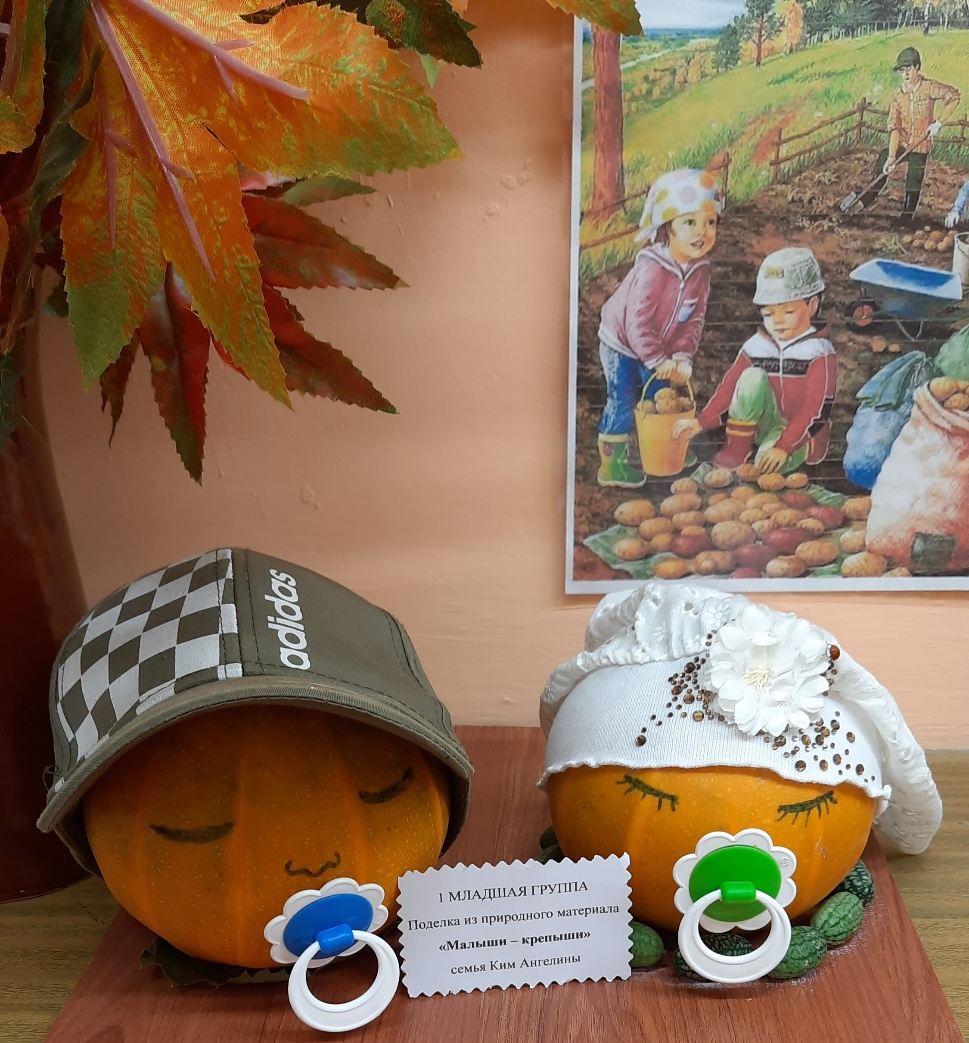 adidas
1 МЛАДШАЯ ГРУППА
Поделка из природного материала
«Малыши – крепыши»
семья Ким Ангелины